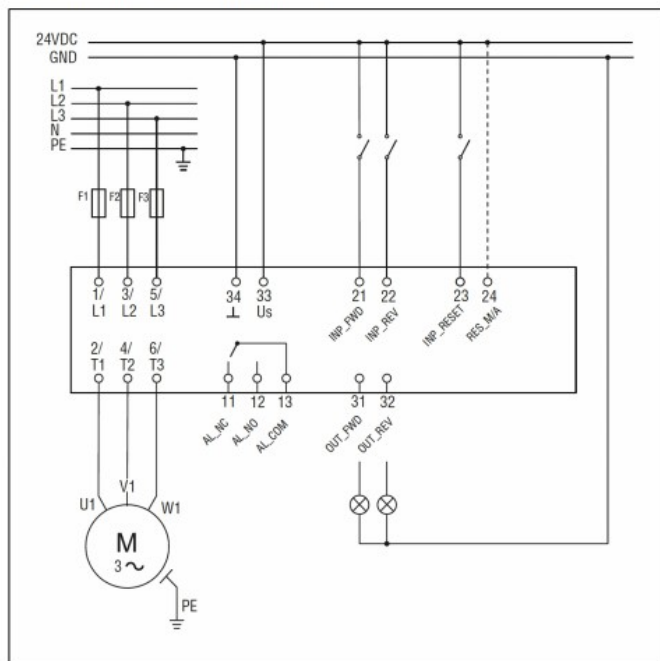 24VDC
GND
L1
L2
L3
N
PE
F1 F2 F3
1/ 3/ 5/ 34 33 21 22 23 24
L1 L2 L3 ⊥ Us INP_FWD INP_REV INP_RESET RES_M/A
2/ 4/ 6/
T1 T2 T3
11 12 13 31 32
AL_NC AL_NO AL_COM OUT_FWD OUT_REV
U1 V1 W1
M
3 ~
PE